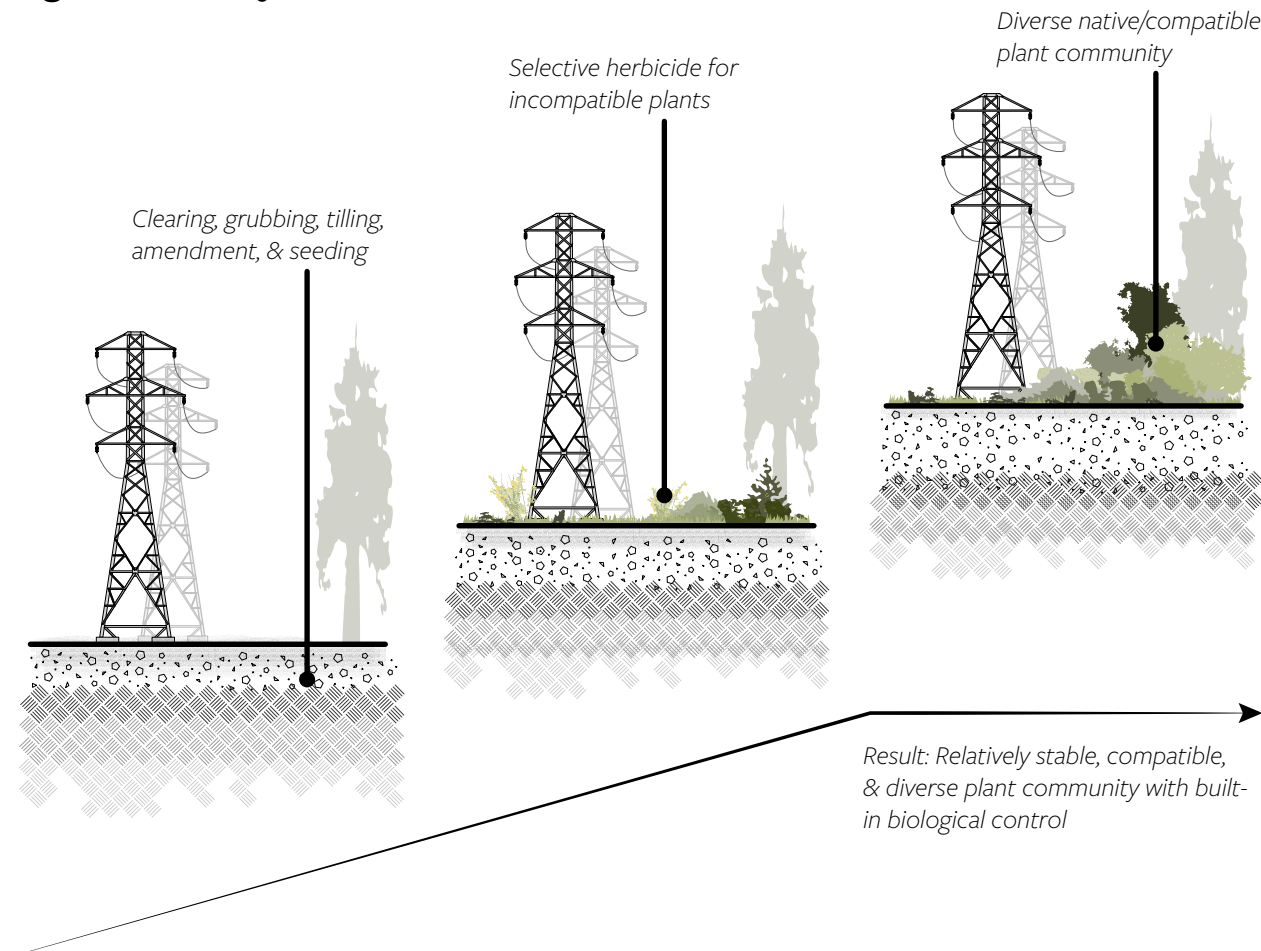 Diverse native/compatible
plant community
Selective herbicide for
incompatible plants
Clearing, grubbing, tilling,
amendment, & seeding
Result: Relatively stable, compatible,
& diverse plant community with built-
in biological control